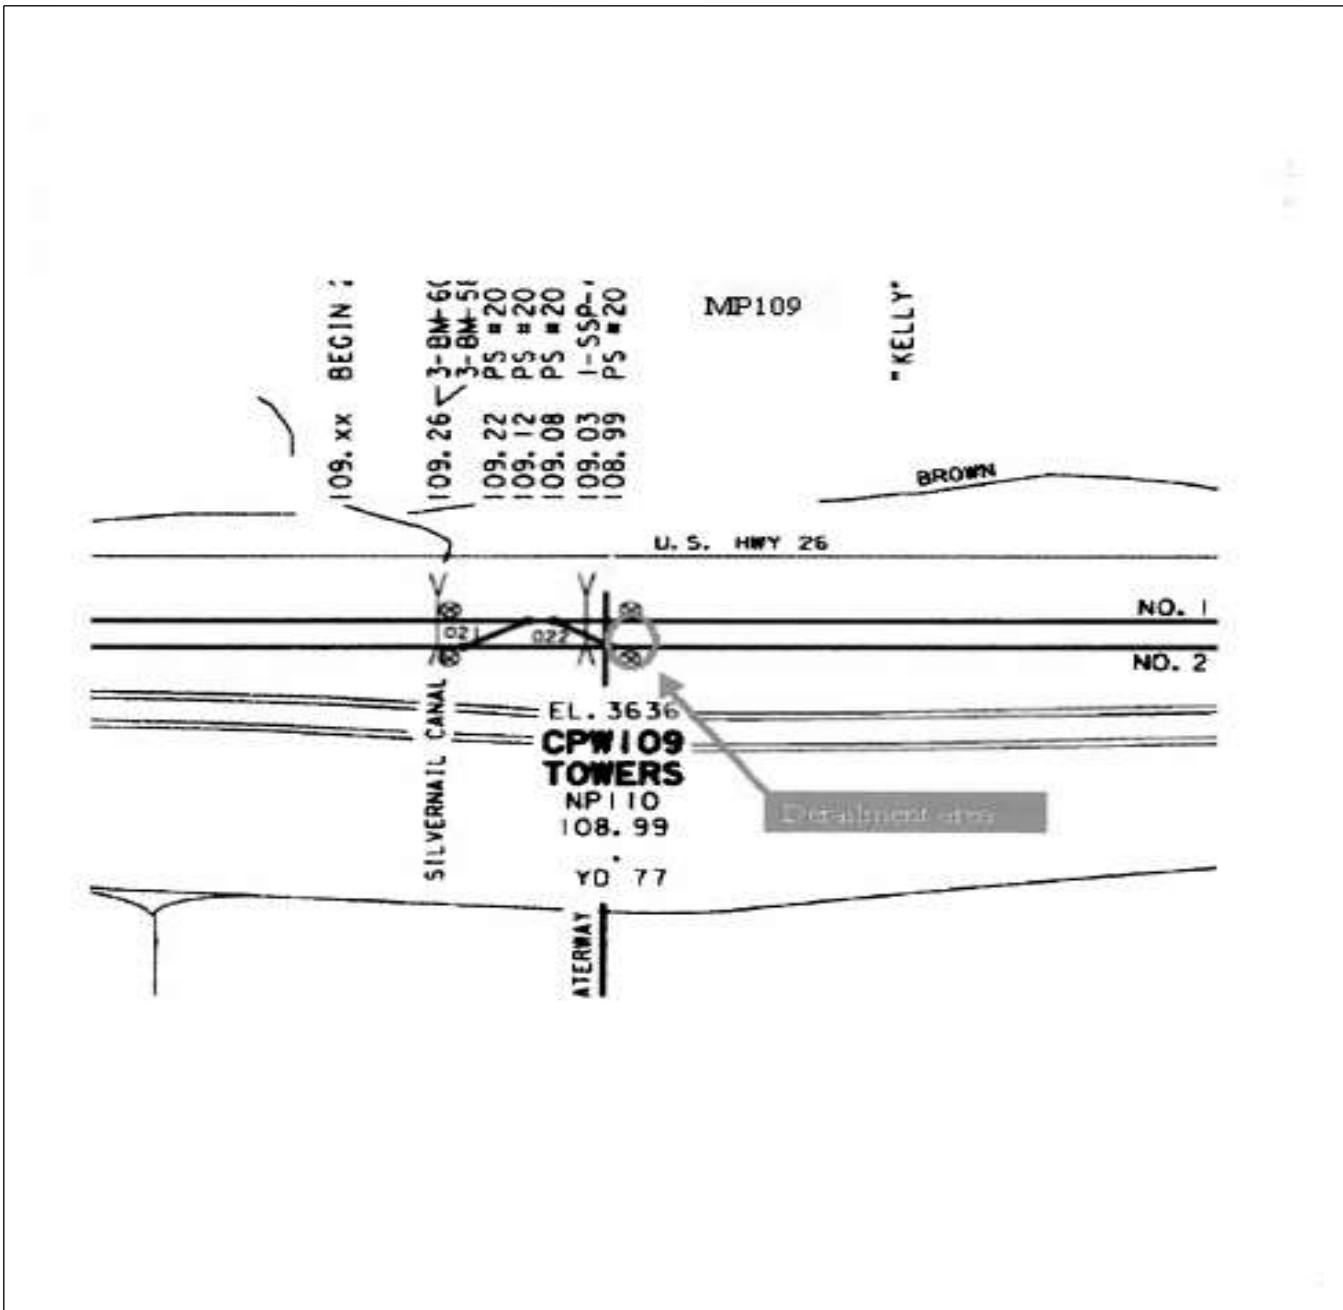 MP109
"KELLY"
109.XX BEGIN
109.26 3-BM-6
3-BM-5
109.22 PS #20
109.12 PS #20
109.08 PS #20
109.03 1-SSP-
108.99 PS #20
BROWN
U.S. HWY 26
NO. 1
021
022
NO. 2
SILVERNAIL CANAL
EL. 3636
CPW109
TOWERS
NP110
108.99
YD 77
Derailment area
ATERWAY